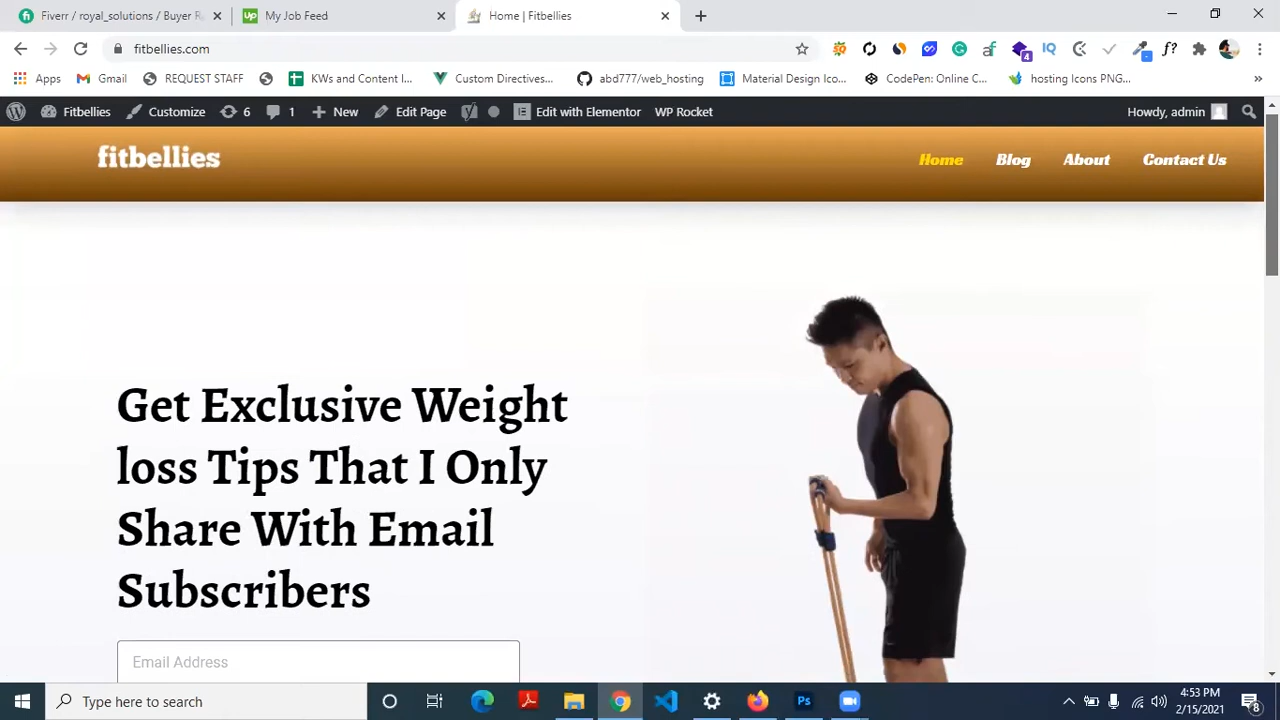 Fiverr / royal_solutions / Buyer R
My Job Feed
Home | Fitbellies
fitbellies.com
4
Apps
Gmail
REQUEST STAFF
KWs and Content I...
Custom Directives...
abd777/web_hosting
Material Design Ico...
CodePen: Online C...
hosting Icons PNG...
Fitbellies
Customize
6
1
New
Edit Page
Edit with Elementor
WP Rocket
Howdy, admin
fitbellies
Home
Blog
About
Contact Us
Get Exclusive Weight
loss Tips That I Only
Share With Email
Subscribers
Email Address
Type here to search
4:53 PM
2/15/2021
8